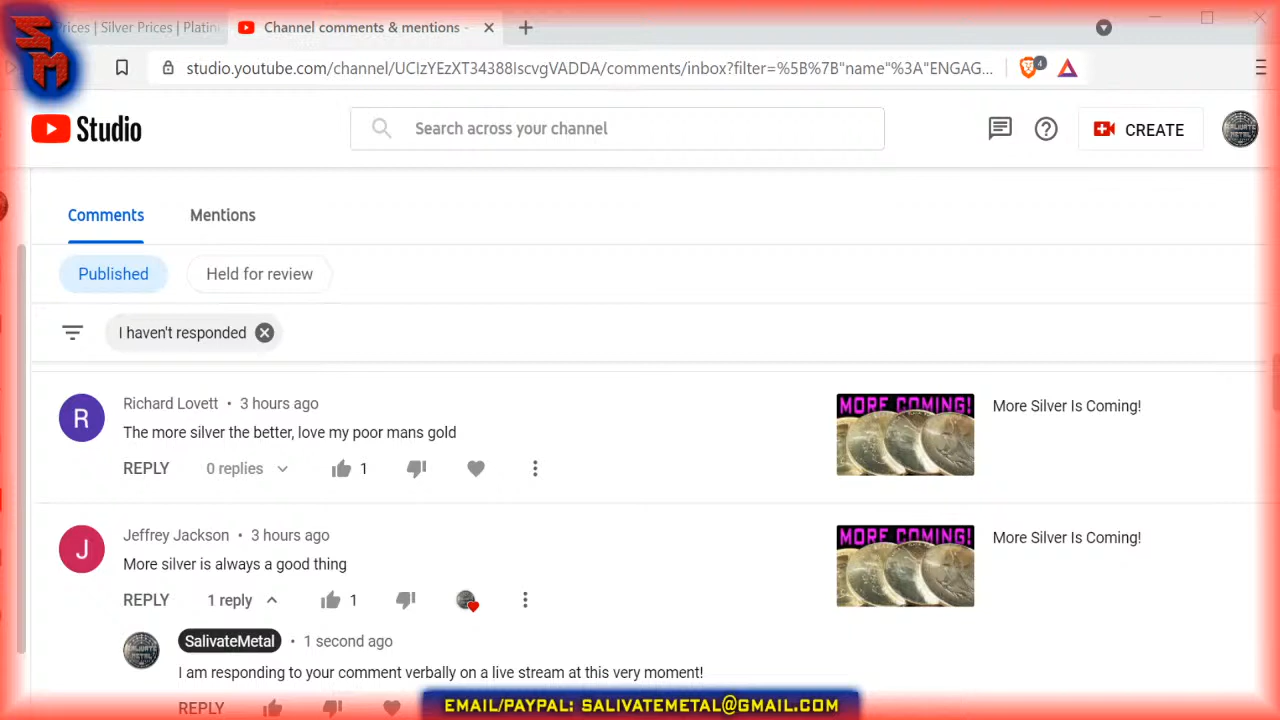 SM
Prices | Silver Prices | Platin
Channel comments & mentions -
studio.youtube.com/channel/UCIzYEzXT34388IscvgVADDA/comments/inbox?filter=%5B%7B"name"%3A"ENGAG...
4
Studio
Search across your channel
CREATE
Comments
Mentions
Published
Held for review
I haven't responded
R
Richard Lovett • 3 hours ago
The more silver the better, love my poor mans gold
REPLY 0 replies 1
MORE COMING!
More Silver Is Coming!
J
Jeffrey Jackson • 3 hours ago
More silver is always a good thing
REPLY 1 reply 1
MORE COMING!
More Silver Is Coming!
SalivateMetal • 1 second ago
I am responding to your comment verbally on a live stream at this very moment!
REPLY
EMAIL/PAYPAL: SALIVATEMETAL@GMAIL.COM